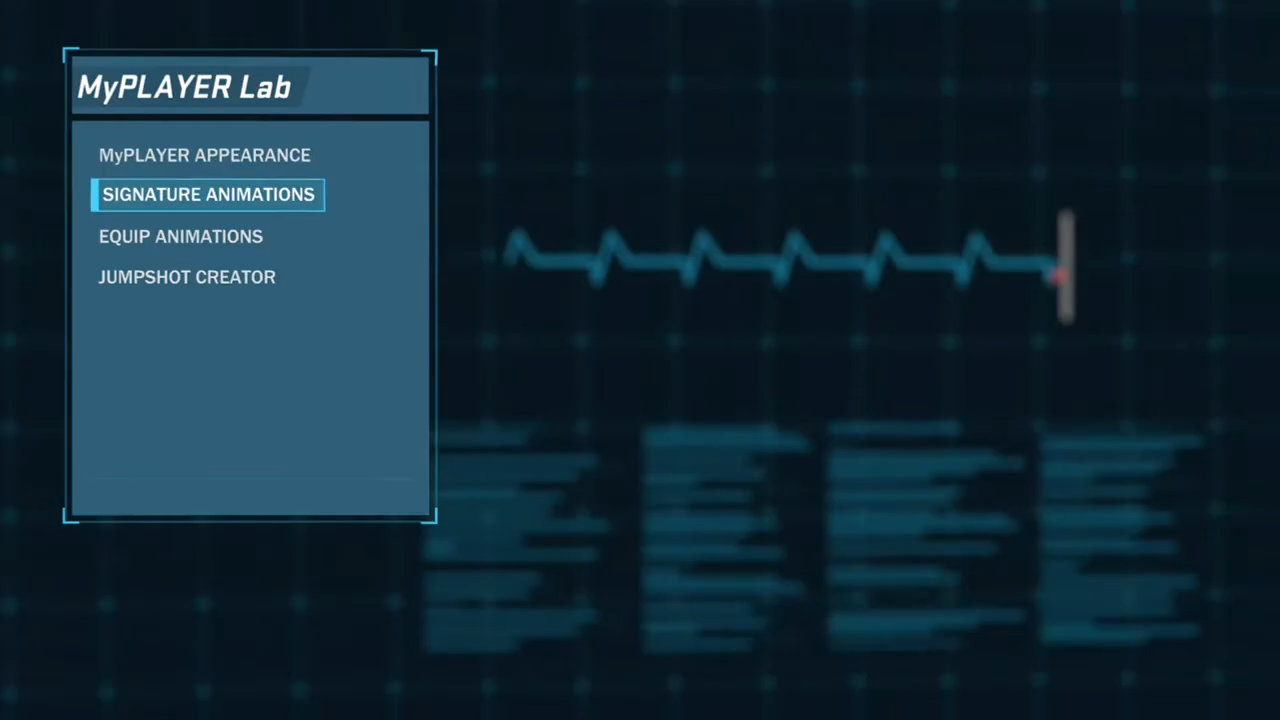 MyPLAYER Lab
MyPLAYER APPEARANCE
SIGNATURE ANIMATIONS
EQUIP ANIMATIONS
JUMPSHOT CREATOR